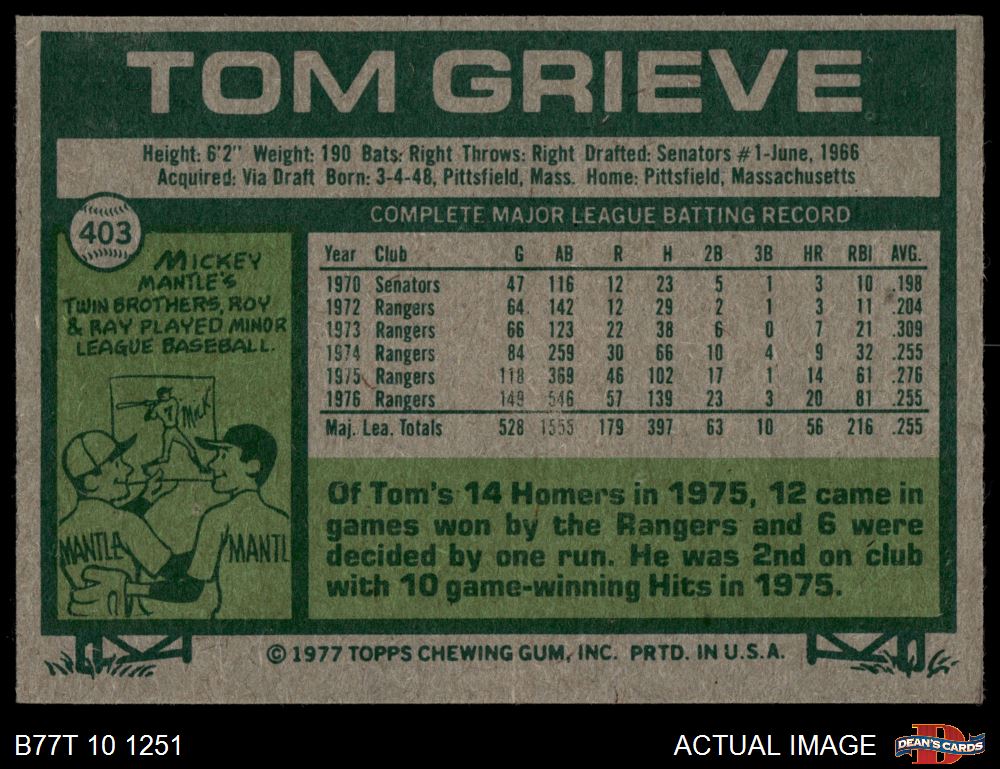 TOM GRIEVE
Height: 6'2" Weight: 190 Bats: Right Throws: Right Drafted: Senators #1-June, 1966
Acquired: Via Draft Born: 3-4-48, Pittsfield, Mass. Home: Pittsfield, Massachusetts
403
MICKEY
MANTLE'S
TWIN BROTHERS, ROY
& RAY PLAYED MINOR
LEAGUE BASEBALL.
7 Mick
MANTLE
MANTL
10
COMPLETE MAJOR LEAGUE BATTING RECORD
Year Club G AB R H 2B 3B HR RBI AVG.
1970 Senators 47 116 12 23 5 1 3 10 .198
1972 Rangers 64 142 12 29 2 1 3 11 .204
1973 Rangers 66 123 22 38 6 0 7 21 .309
1974 Rangers 84 259 30 66 10 4 9 32 .255
1975 Rangers 118 369 46 102 17 1 14 61 .276
1976 Rangers 149 546 57 139 23 3 20 81 .255
Maj. Lea. Totals 528 1555 179 397 63 10 56 216 .255
Of Tom's 14 Homers in 1975, 12 came in
games won by the Rangers and 6 were
decided by one run. He was 2nd on club
with 10 game-winning Hits in 1975.
© 1977 TOPPS CHEWING GUM, INC. PRTD. IN U.S.A.
B77T 10 1251
ACTUAL IMAGE
D
DEAN'S CARDS